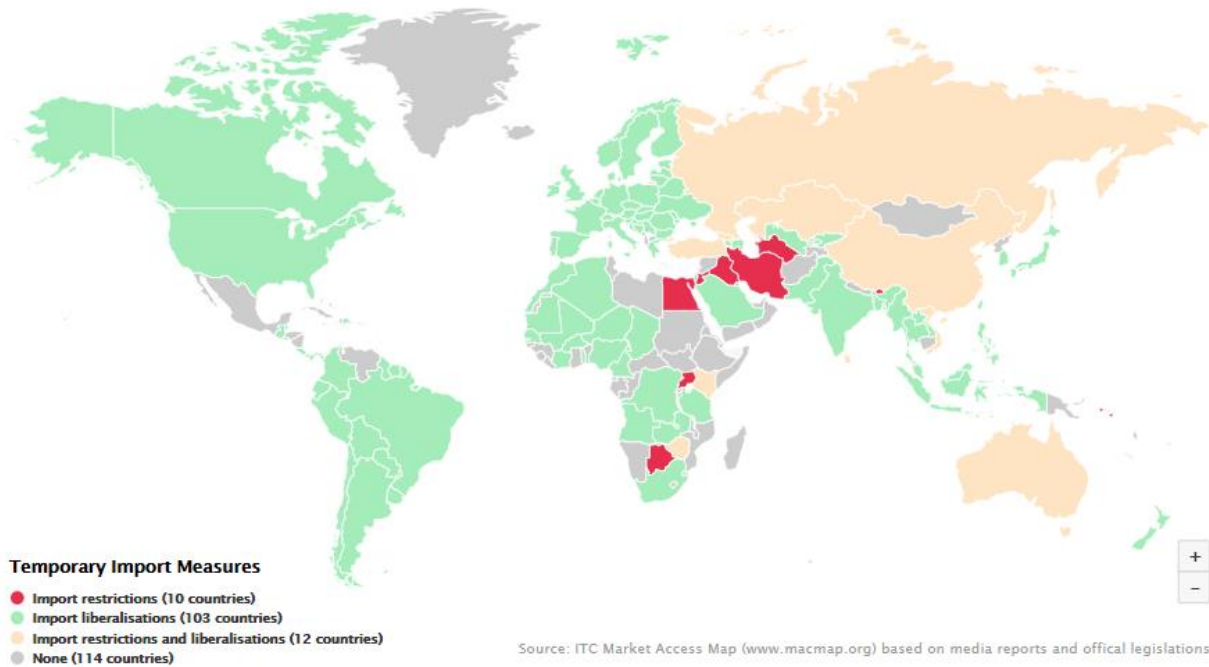 Temporary Import Measures
Import restrictions (10 countries)
Import liberalisations (103 countries)
Import restrictions and liberalisations (12 countries)
None (114 countries)
+
−
Source: ITC Market Access Map (www.macmap.org) based on media reports and offical legislations